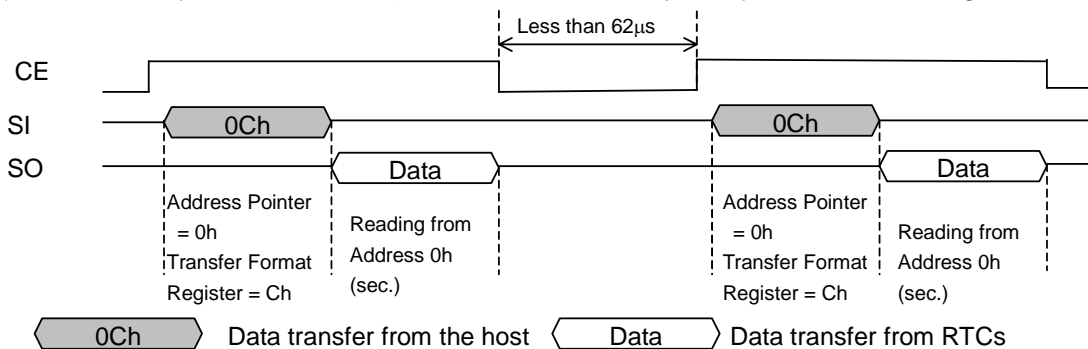 Less than 62μs
CE
SI 0Ch 0Ch
SO Data Data
Address Pointer
= 0h
Transfer Format
Register = Ch
Reading from
Address 0h
(sec.)
Address Pointer
= 0h
Transfer Format
Register = Ch
Reading from
Address 0h
(sec.)
0Ch Data transfer from the host Data Data transfer from RTCs